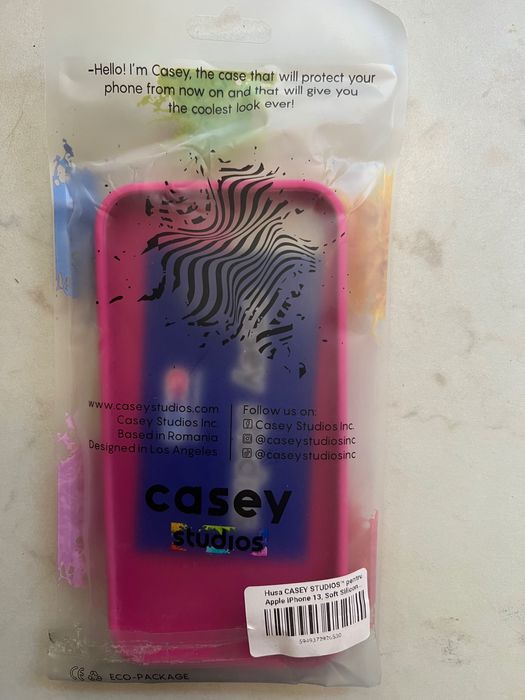 -Hello! I'm Casey, the case that will protect your
phone from now on and that will give you
the coolest look ever!
www.caseystudios.com
Casey Studios Inc.
Based in Romania
Designed in Los Angeles
Follow us on:
Casey Studios Inc.
@caseystudiosinc
@caseystudiosinc
casey
studios
Husa CASEY STUDIOS™ pentru
Apple iPhone 13, Soft Silicon...
CE ECO-PACKAGE